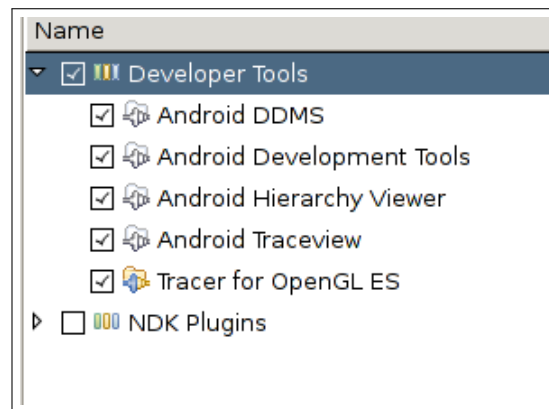 Name
Developer Tools
Android DDMS
Android Development Tools
Android Hierarchy Viewer
Android Traceview
Tracer for OpenGL ES
NDK Plugins